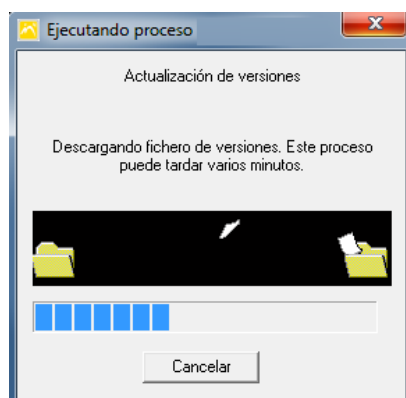 Ejecutando proceso
Actualización de versiones
Descargando fichero de versiones. Este proceso
puede tardar varios minutos.
Cancelar